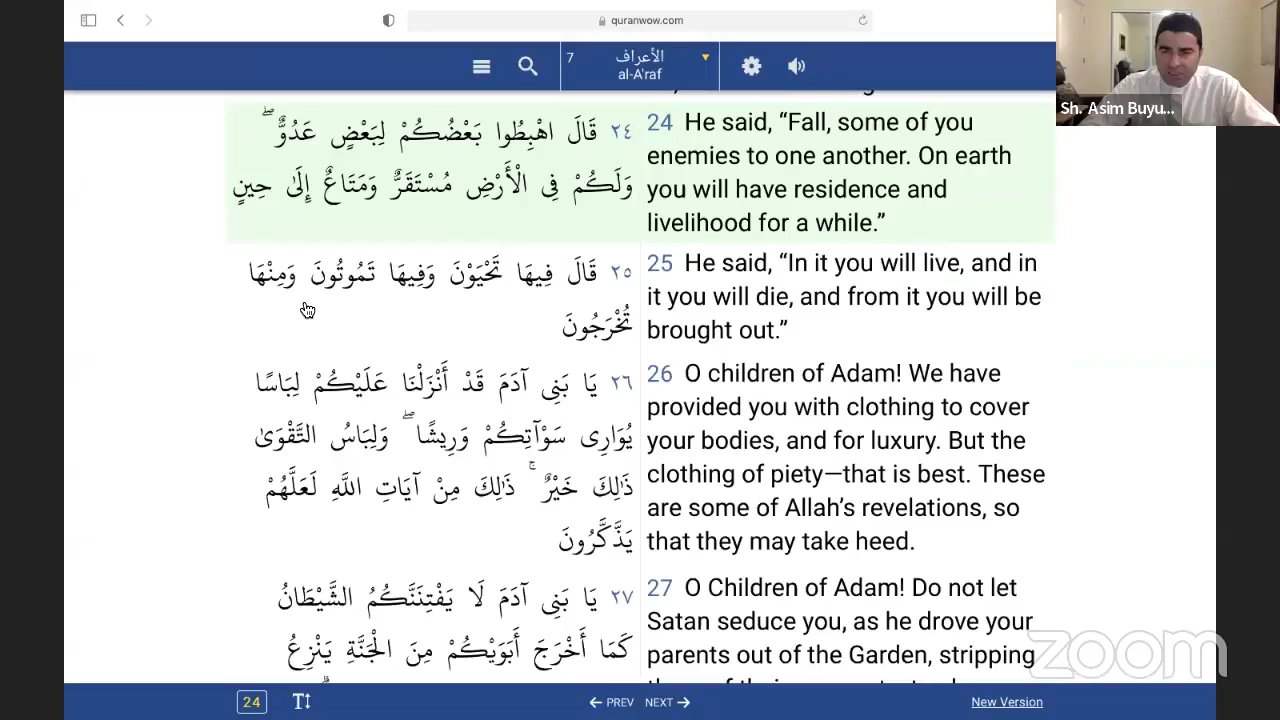 quranwow.com
7
الأعراف
al-A'raf
Sh. Asim Buyu...
٢٤ قَالَ اهْبِطُوا بَعْضُكُمْ لِبَعْضٍ عَدُوٌّ ۖ
وَلَكُمْ فِى الْأَرْضِ مُسْتَقَرٌّ وَمَتَاعٌ إِلَىٰ حِينٍ
24 He said, “Fall, some of you
enemies to one another. On earth
you will have residence and
livelihood for a while.”
٢٥ قَالَ فِيهَا تَحْيَوْنَ وَفِيهَا تَمُوتُونَ وَمِنْهَا
تُخْرَجُونَ
25 He said, “In it you will live, and in
it you will die, and from it you will be
brought out.”
٢٦ يَا بَنِى آدَمَ قَدْ أَنْزَلْنَا عَلَيْكُمْ لِبَاسًا
يُوَارِى سَوْآتِكُمْ وَرِيشًا ۖ وَلِبَاسُ التَّقْوَىٰ
ذَٰلِكَ خَيْرٌ ۚ ذَٰلِكَ مِنْ آيَاتِ اللَّهِ لَعَلَّهُمْ
يَذَّكَّرُونَ
26 O children of Adam! We have
provided you with clothing to cover
your bodies, and for luxury. But the
clothing of piety—that is best. These
are some of Allah’s revelations, so
that they may take heed.
٢٧ يَا بَنِى آدَمَ لَا يَفْتِنَنَّكُمُ الشَّيْطَانُ
كَمَا أَخْرَجَ أَبَوَيْكُمْ مِنَ الْجَنَّةِ يَنْزِعُ
27 O Children of Adam! Do not let
Satan seduce you, as he drove your
parents out of the Garden, stripping
zoom
24
PREV NEXT
New Version